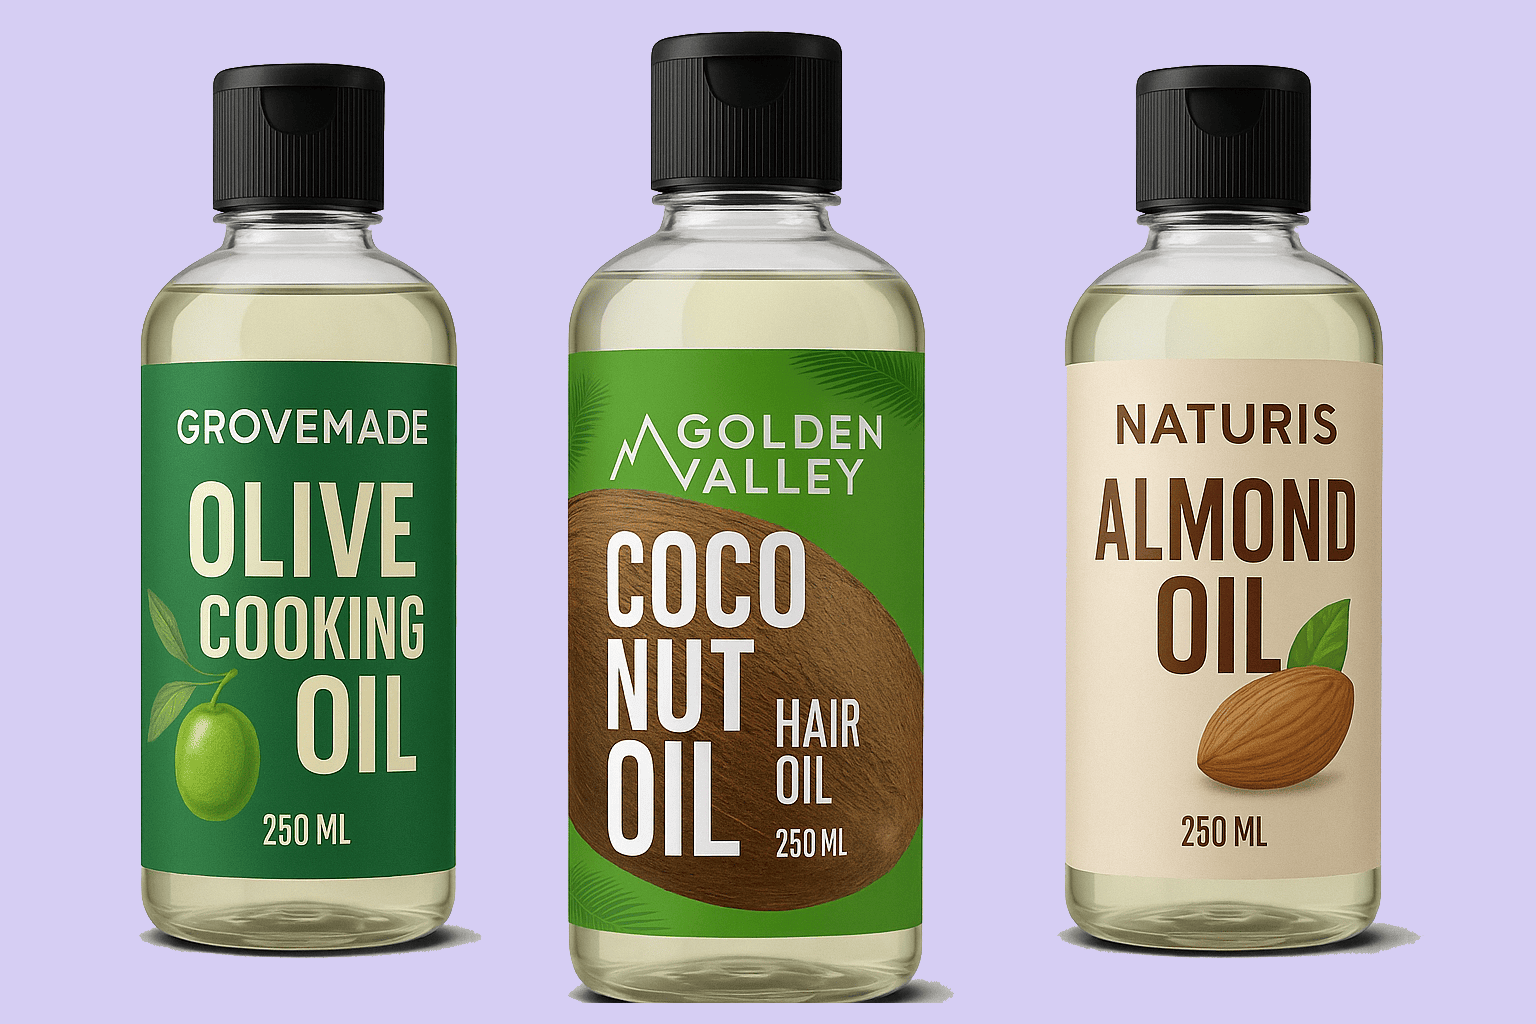 GROVEMADE
OLIVE
COOKING
OIL
250 ML
GOLDEN
VALLEY
COCO
NUT
OIL
HAIR
OIL
250 ML
NATURIS
ALMOND
OIL
250 ML